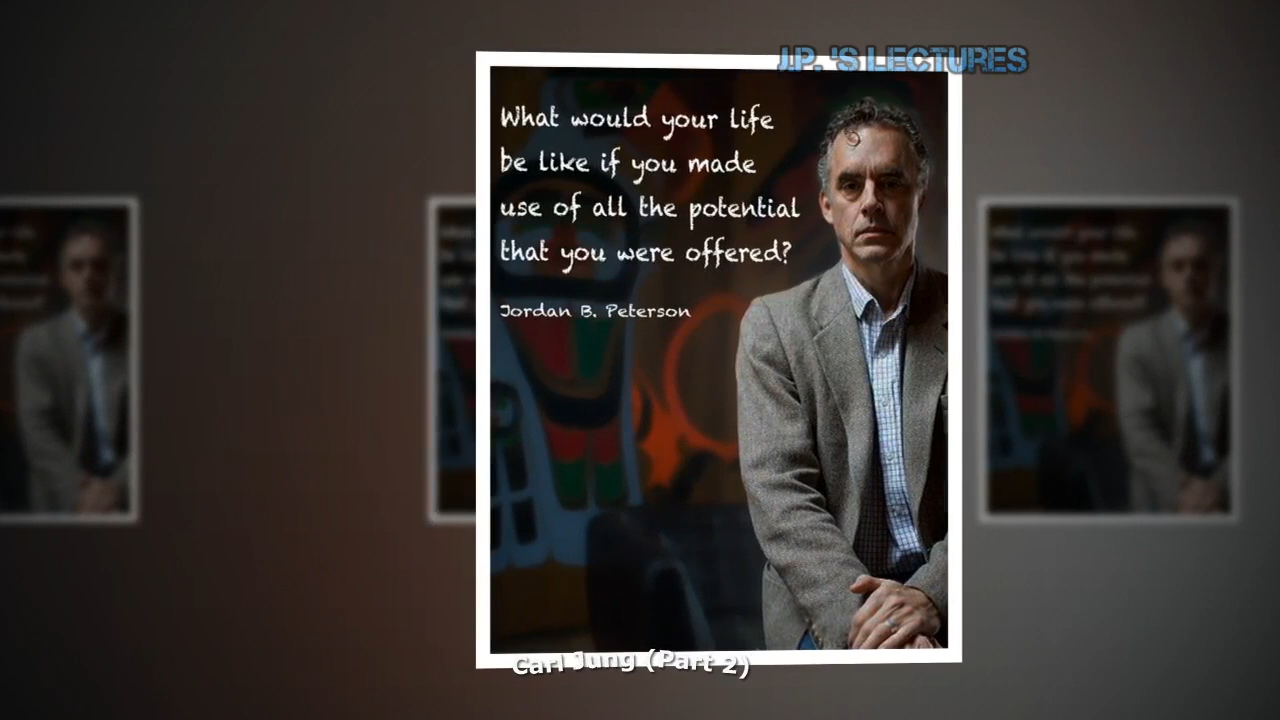 J.P. 'S LECTURES
What would your life
be like if you made
use of all the potential
that you were offered?
Jordan B. Peterson
Carl Jung (Part 2)